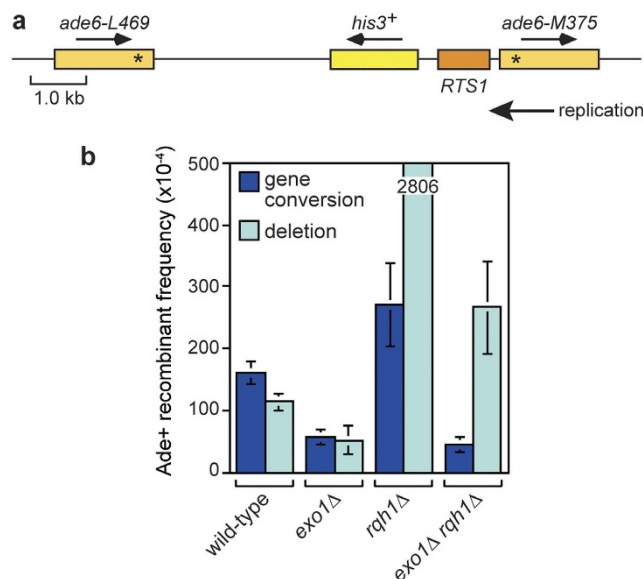 a
ade6-L469 his3+ ade6-M375
* *
RTS1
1.0 kb
replication
b
Ade+ recombinant frequency (x10-4)
500
400
300
200
100
0
gene
conversion
deletion
2806
wild-type
exo1Δ
rqh1Δ
exo1Δ rqh1Δ